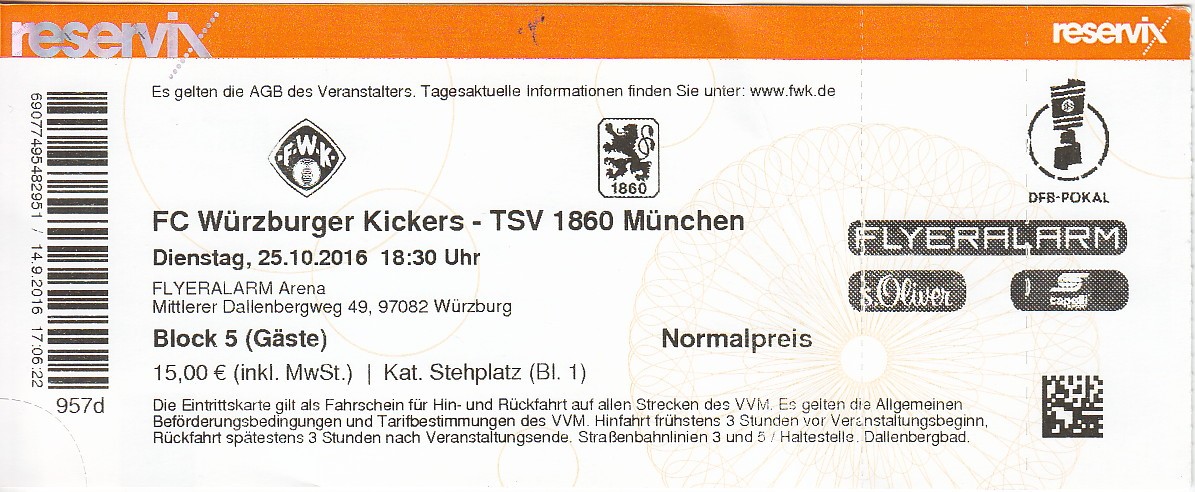 reservix
reservix
Es gelten die AGB des Veranstalters. Tagesaktuelle Informationen finden Sie unter: www.fwk.de
69077495482951 / 14.9.2016 17:06:22
957d
F.W.K.
1860
DFB-POKAL
FC Würzburger Kickers - TSV 1860 München
Dienstag, 25.10.2016 18:30 Uhr
FLYERALARM Arena
Mittlerer Dallenbergweg 49, 97082 Würzburg
FLYERALARM
s.Oliver
capelli
Block 5 (Gäste)
Normalpreis
15,00 € (inkl. MwSt.) | Kat. Stehplatz (Bl. 1)
Die Eintrittskarte gilt als Fahrschein für Hin- und Rückfahrt auf allen Strecken des VVM. Es gelten die Allgemeinen
Beförderungsbedingungen und Tarifbestimmungen des VVM. Hinfahrt frühstens 3 Stunden vor Veranstaltungsbeginn,
Rückfahrt spätestens 3 Stunden nach Veranstaltungsende. Straßenbahnlinien 3 und 5 / Haltestelle. Dallenbergbad.